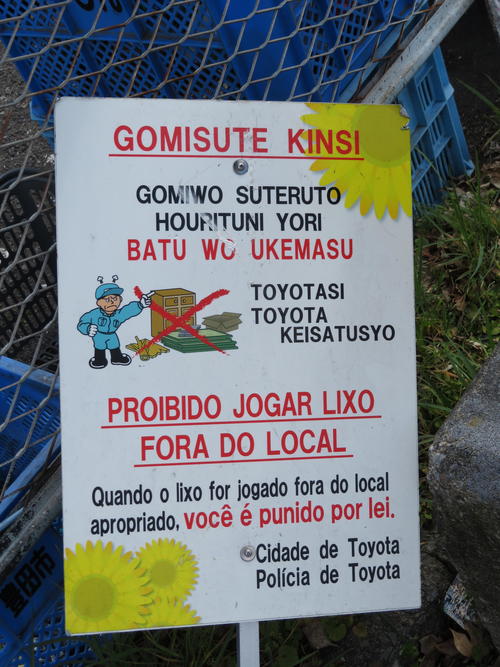 GOMISUTE KINSI
GOMIWO SUTERUTO
HOURITUNI YORI
BATU WO UKEMASU
TOYOTASI
TOYOTA
KEISATUSYO
PROIBIDO JOGAR LIXO
FORA DO LOCAL
Quando o lixo for jogado fora do local
apropriado, você é punido por lei.
Cidade de Toyota
Polícia de Toyota
豊田市